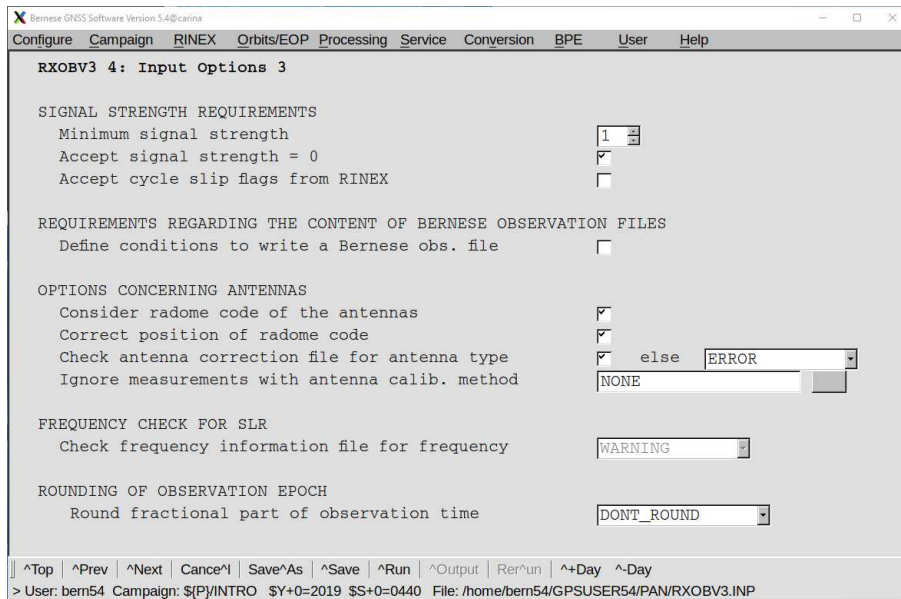 Bernese GNSS Software Version 5.4@carina
Configure Campaign RINEX Orbits/EOP Processing Service Conversion BPE User Help
RXOBV3 4: Input Options 3
SIGNAL STRENGTH REQUIREMENTS
Minimum signal strength 1
Accept signal strength = 0
Accept cycle slip flags from RINEX
REQUIREMENTS REGARDING THE CONTENT OF BERNESE OBSERVATION FILES
Define conditions to write a Bernese obs. file
OPTIONS CONCERNING ANTENNAS
Consider radome code of the antennas
Correct position of radome code
Check antenna correction file for antenna type else ERROR
Ignore measurements with antenna calib. method NONE
FREQUENCY CHECK FOR SLR
Check frequency information file for frequency WARNING
ROUNDING OF OBSERVATION EPOCH
Round fractional part of observation time DONT_ROUND
^Top ^Prev ^Next Cance^l Save^As ^Save ^Run ^Output Rer^un ^+Day ^-Day
> User: bern54 Campaign: ${P}/INTRO $Y+0=2019 $S+0=0440 File: /home/bern54/GPSUSER54/PAN/RXOBV3.INP